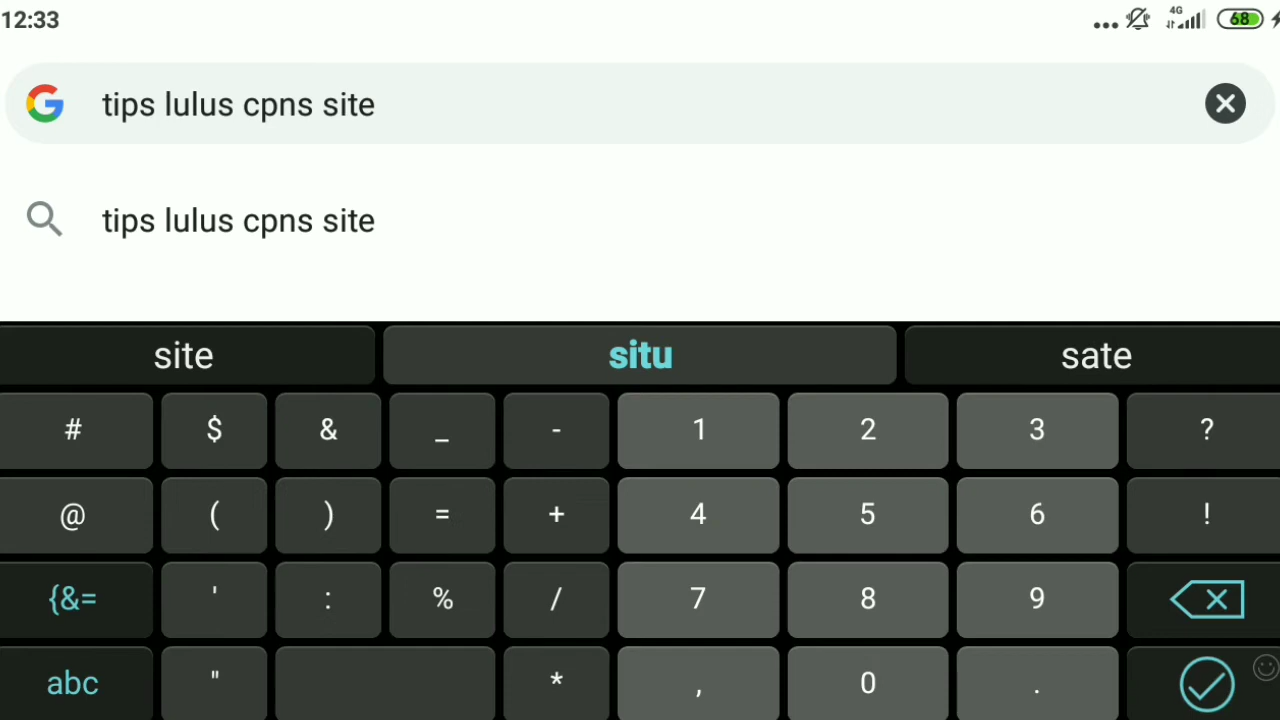 12:33
4G
68
tips lulus cpns site
tips lulus cpns site
site situ sate
# $ & _ - 1 2 3 ?
@ ( ) = + 4 5 6 !
{&= ' : % / 7 8 9
abc " * , 0 .